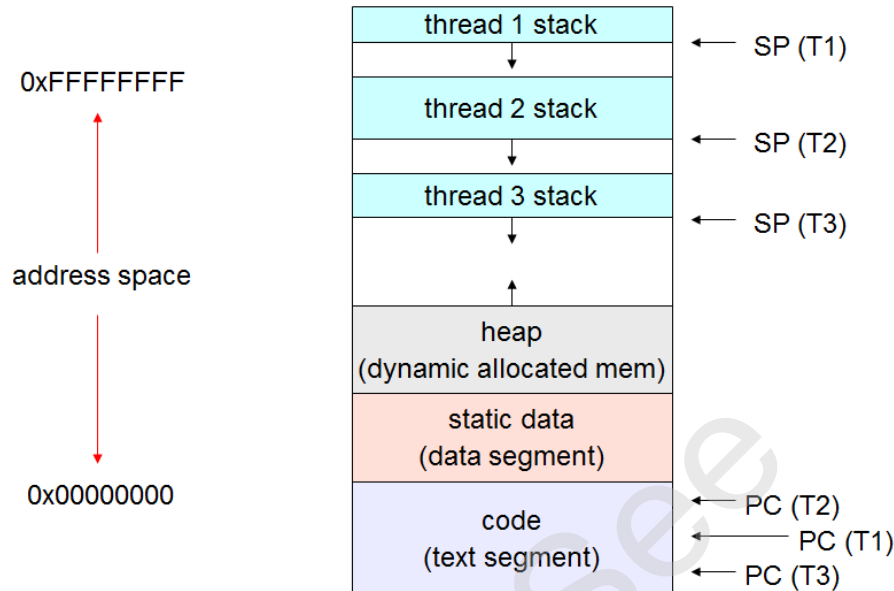 thread 1 stack
SP (T1)
0xFFFFFFFF
thread 2 stack
SP (T2)
thread 3 stack
SP (T3)
address space
heap
(dynamic allocated mem)
static data
(data segment)
0x00000000
code
(text segment)
PC (T2)
PC (T1)
PC (T3)
See